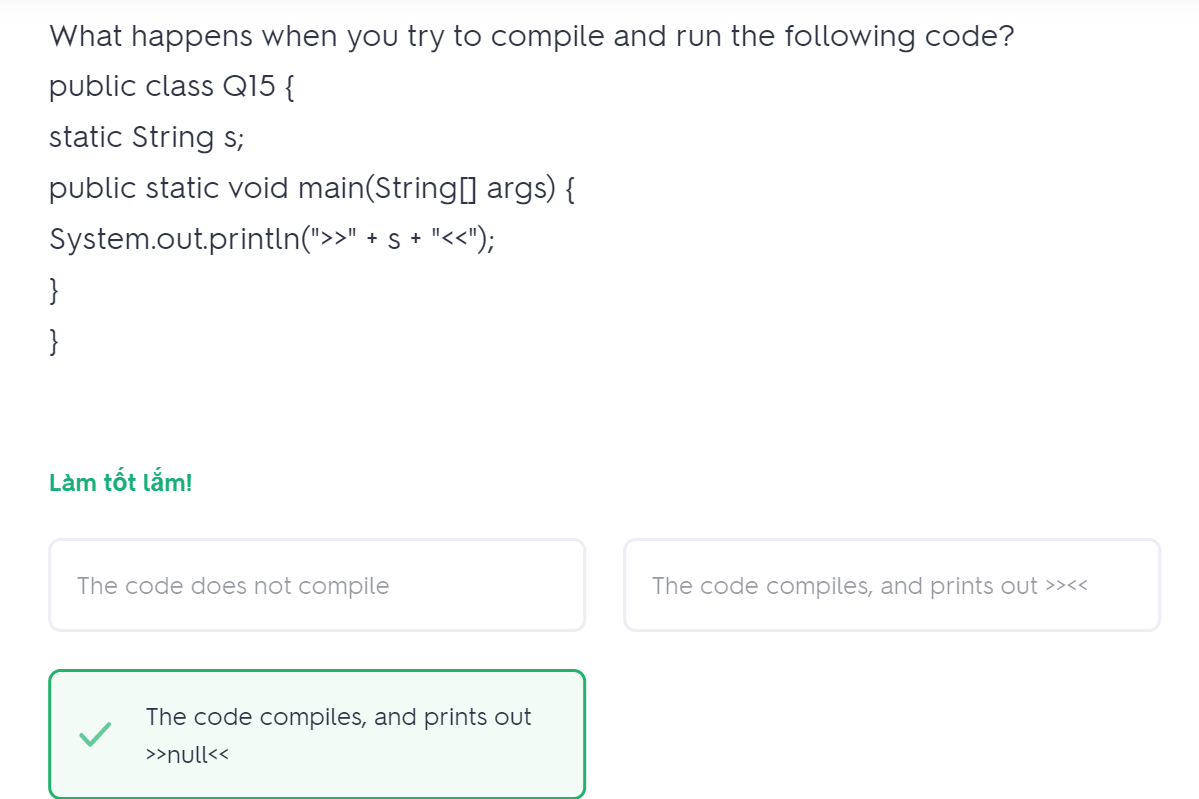 What happens when you try to compile and run the following code?
public class Q15 {
static String s;
public static void main(String[] args) {
System.out.println(">>" + s + "<<");
}
}
Làm tốt lắm!
The code does not compile
The code compiles, and prints out >><<
The code compiles, and prints out
>>null<<